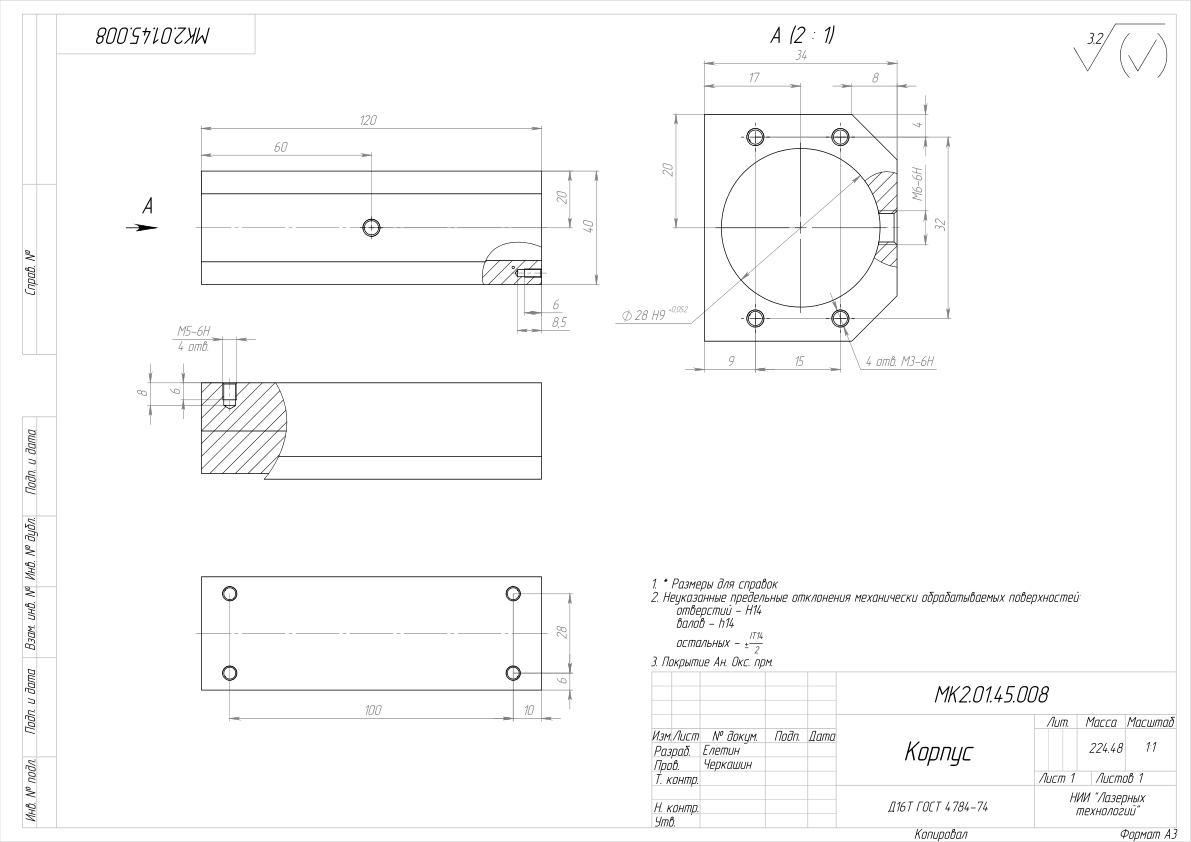 МК2.01.45.008
А (2 : 1)
3.2
34
17
8
4
20
М6-6Н
32
⌀ 28 Н9 +0,052
9
15
4 отв. М3-6Н
120
60
А
20
40
6
8,5
М5-6Н
4 отв.
8
6
28
6
100
10
Справ. №
Подп. и дата
Инв. № дубл.
Взам. инв. №
Подп. и дата
Инв. № подл.
1. * Размеры для справок
2. Неуказанные предельные отклонения механически обрабатываемых поверхностей:
отверстий – Н14
валов – h14
остальных – ± IT14/2
3. Покрытие Ан. Окс. прм.
МК2.01.45.008
Изм. Лист № докум. Подп. Дата
Разраб. Елетин
Пров. Черкашин
Т. контр.
Н. контр.
Утв.
Корпус
Лит. Масса Масштаб
224.48 1:1
Лист 1 Листов 1
Д16Т ГОСТ 4784-74
НИИ "Лазерных
технологий"
Копировал Формат А3